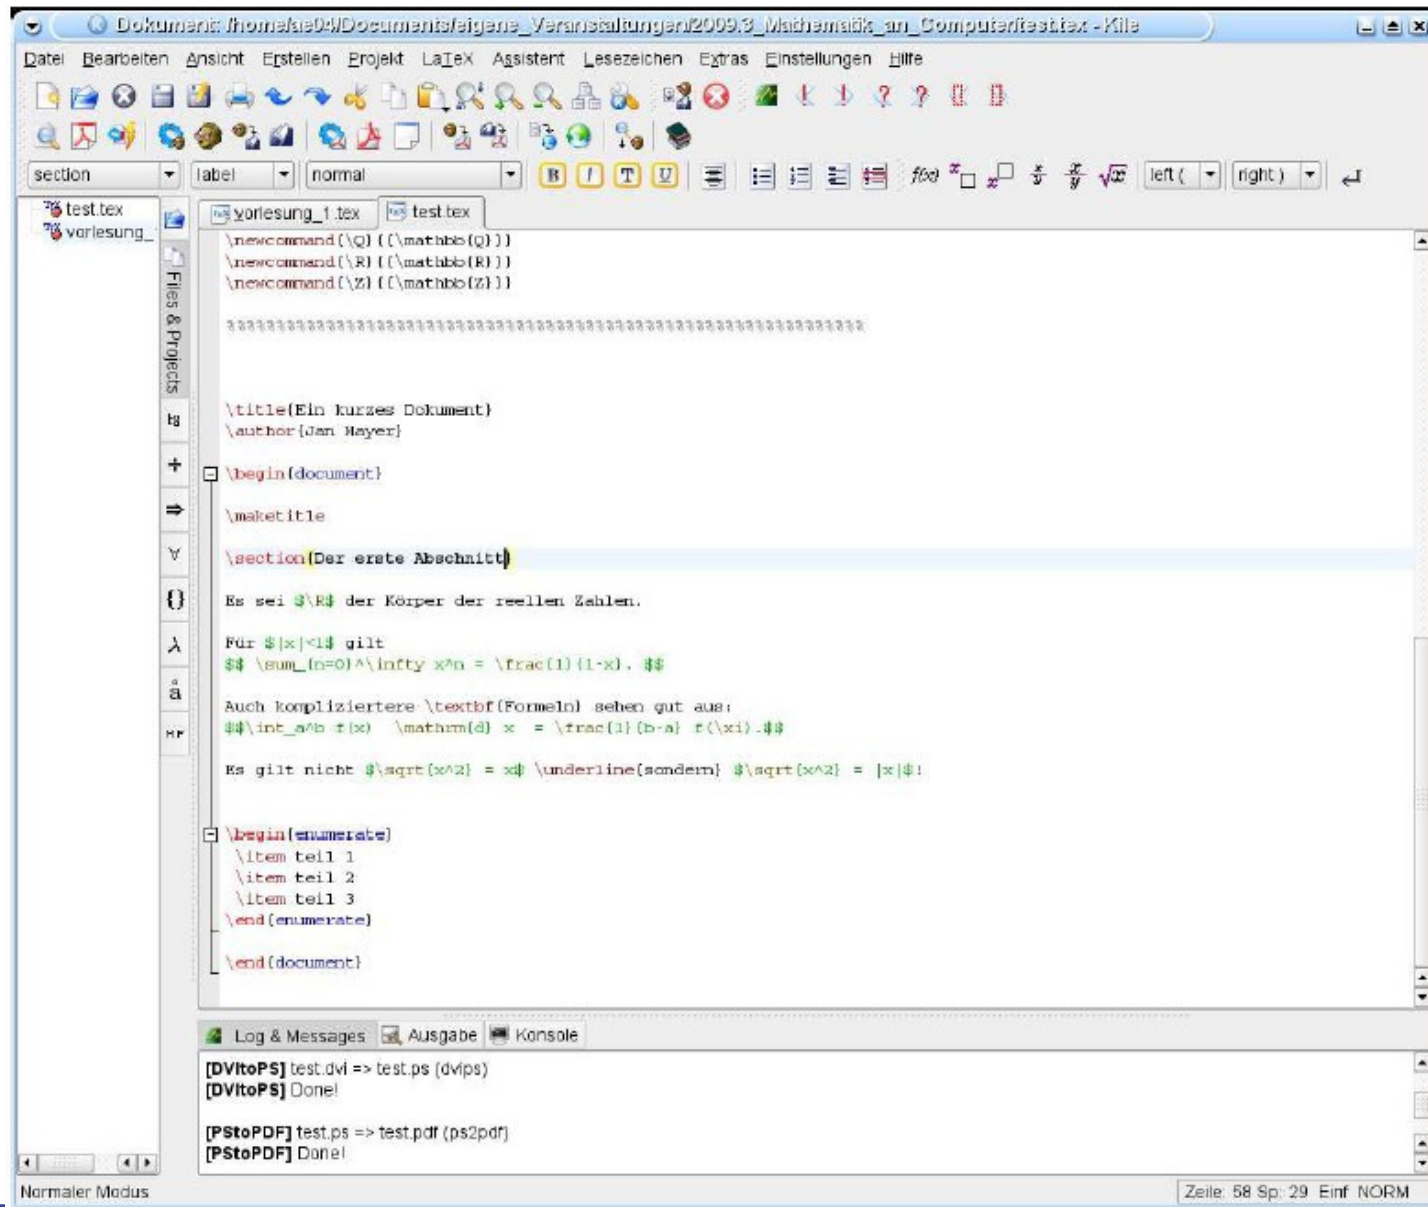 Dokument: /home/ae04/Documents/eigene_Veranstaltungen/2009.3_Mathematik_an_Computer/test.tex - Kile
Datei Bearbeiten Ansicht Erstellen Projekt LaTeX Assistent Lesezeichen Extras Einstellungen Hilfe
section label normal B I T U left ( right )
test.tex
vorlesung_
vorlesung_1.tex test.tex
Files & Projects
\newcommand{\Q}{{\mathbb{Q}}}
\newcommand{\R}{{\mathbb{R}}}
\newcommand{\Z}{{\mathbb{Z}}}
%%%%%%%%%%%%%%%%%%%%%%%%%%%%%%%%%%%%%%%%%%%%%%%%%%%%%%%%%%%%%%%%
\title{Ein kurzes Dokument}
\author{Jan Mayer}
\begin{document}
\maketitle
\section{Der erste Abschnitt}
Es sei $\R$ der Körper der reellen Zahlen.
Für $|x|<1$ gilt
$$ \sum_{n=0}^\infty x^n = \frac{1}{1-x}. $$
Auch kompliziertere \textbf{Formeln} sehen gut aus:
$$\int_a^b f(x)  \mathrm{d} x  = \frac{1}{b-a} f(\xi).$$
Es gilt nicht $\sqrt{x^2} = x$ \underline{sondern} $\sqrt{x^2} = |x|$!
\begin{enumerate}
\item teil 1
\item teil 2
\item teil 3
\end{enumerate}
\end{document}
Log & Messages Ausgabe Konsole
[DVItoPS] test.dvi => test.ps (dvips)
[DVItoPS] Done!
[PStoPDF] test.ps => test.pdf (ps2pdf)
[PStoPDF] Done!
Normaler Modus
Zeile: 58 Sp: 29 Einf NORM